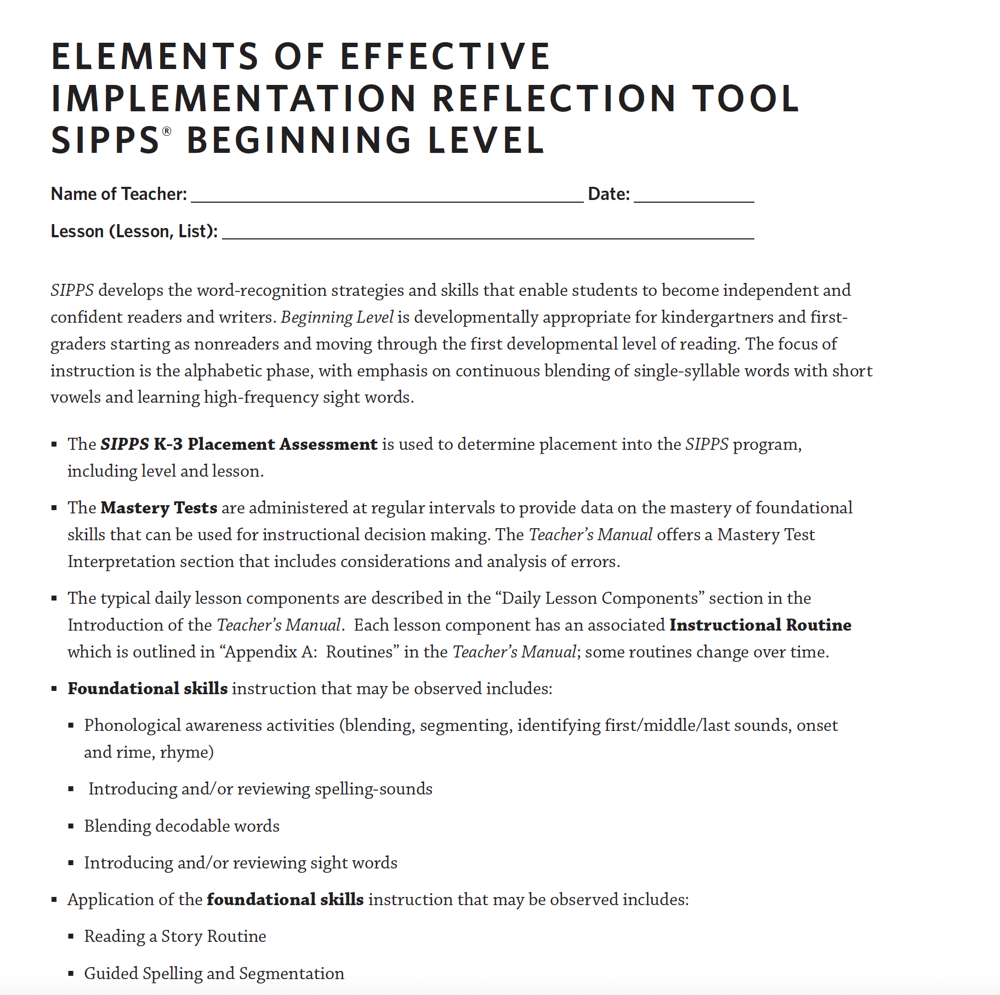 ELEMENTS OF EFFECTIVE
IMPLEMENTATION REFLECTION TOOL
SIPPS® BEGINNING LEVEL
Name of Teacher: ____ Date: ____
Lesson (Lesson, List): ____
SIPPS develops the word-recognition strategies and skills that enable students to become independent and
confident readers and writers. Beginning Level is developmentally appropriate for kindergartners and first-
graders starting as nonreaders and moving through the first developmental level of reading. The focus of
instruction is the alphabetic phase, with emphasis on continuous blending of single-syllable words with short
vowels and learning high-frequency sight words.
▪ The SIPPS K-3 Placement Assessment is used to determine placement into the SIPPS program,
including level and lesson.
▪ The Mastery Tests are administered at regular intervals to provide data on the mastery of foundational
skills that can be used for instructional decision making. The Teacher’s Manual offers a Mastery Test
Interpretation section that includes considerations and analysis of errors.
▪ The typical daily lesson components are described in the “Daily Lesson Components” section in the
Introduction of the Teacher’s Manual.  Each lesson component has an associated Instructional Routine
which is outlined in “Appendix A:  Routines” in the Teacher’s Manual; some routines change over time.
▪ Foundational skills instruction that may be observed includes:
▪ Phonological awareness activities (blending, segmenting, identifying first/middle/last sounds, onset
and rime, rhyme)
▪ Introducing and/or reviewing spelling-sounds
▪ Blending decodable words
▪ Introducing and/or reviewing sight words
▪ Application of the foundational skills instruction that may be observed includes:
▪ Reading a Story Routine
▪ Guided Spelling and Segmentation